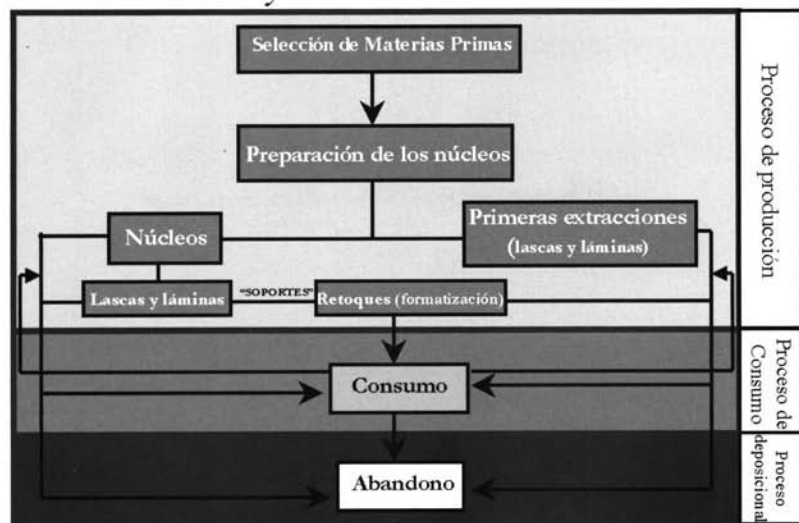 Selección de Materias Primas
Preparación de los núcleos
Núcleos
Primeras extracciones
(lascas y láminas)
Lascas y láminas
"SOPORTES"
Retoques (formatización)
Consumo
Abandono
Proceso de producción
Proceso de
Consumo
Proceso
deposicional